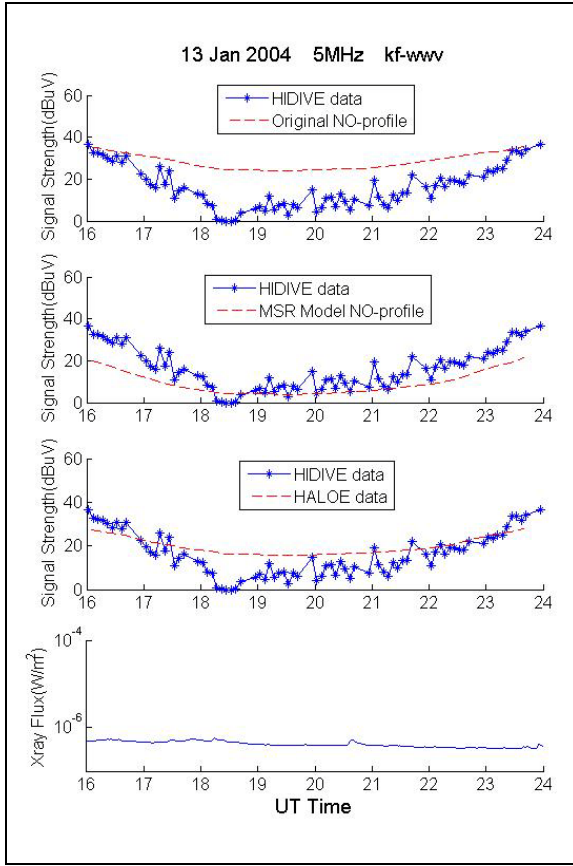 13 Jan 2004 5MHz kf-wwv
Signal Strength(dBuV)
60
40
20
0
HIDIVE data
Original NO-profile
16 17 18 19 20 21 22 23 24
Signal Strength(dBuV)
60
40
20
0
HIDIVE data
MSR Model NO-profile
16 17 18 19 20 21 22 23 24
Signal Strength(dBuV)
60
40
20
0
HIDIVE data
HALOE data
16 17 18 19 20 21 22 23 24
Xray Flux(W/m²)
10⁻⁴
10⁻⁶
16 17 18 19 20 21 22 23 24
UT Time